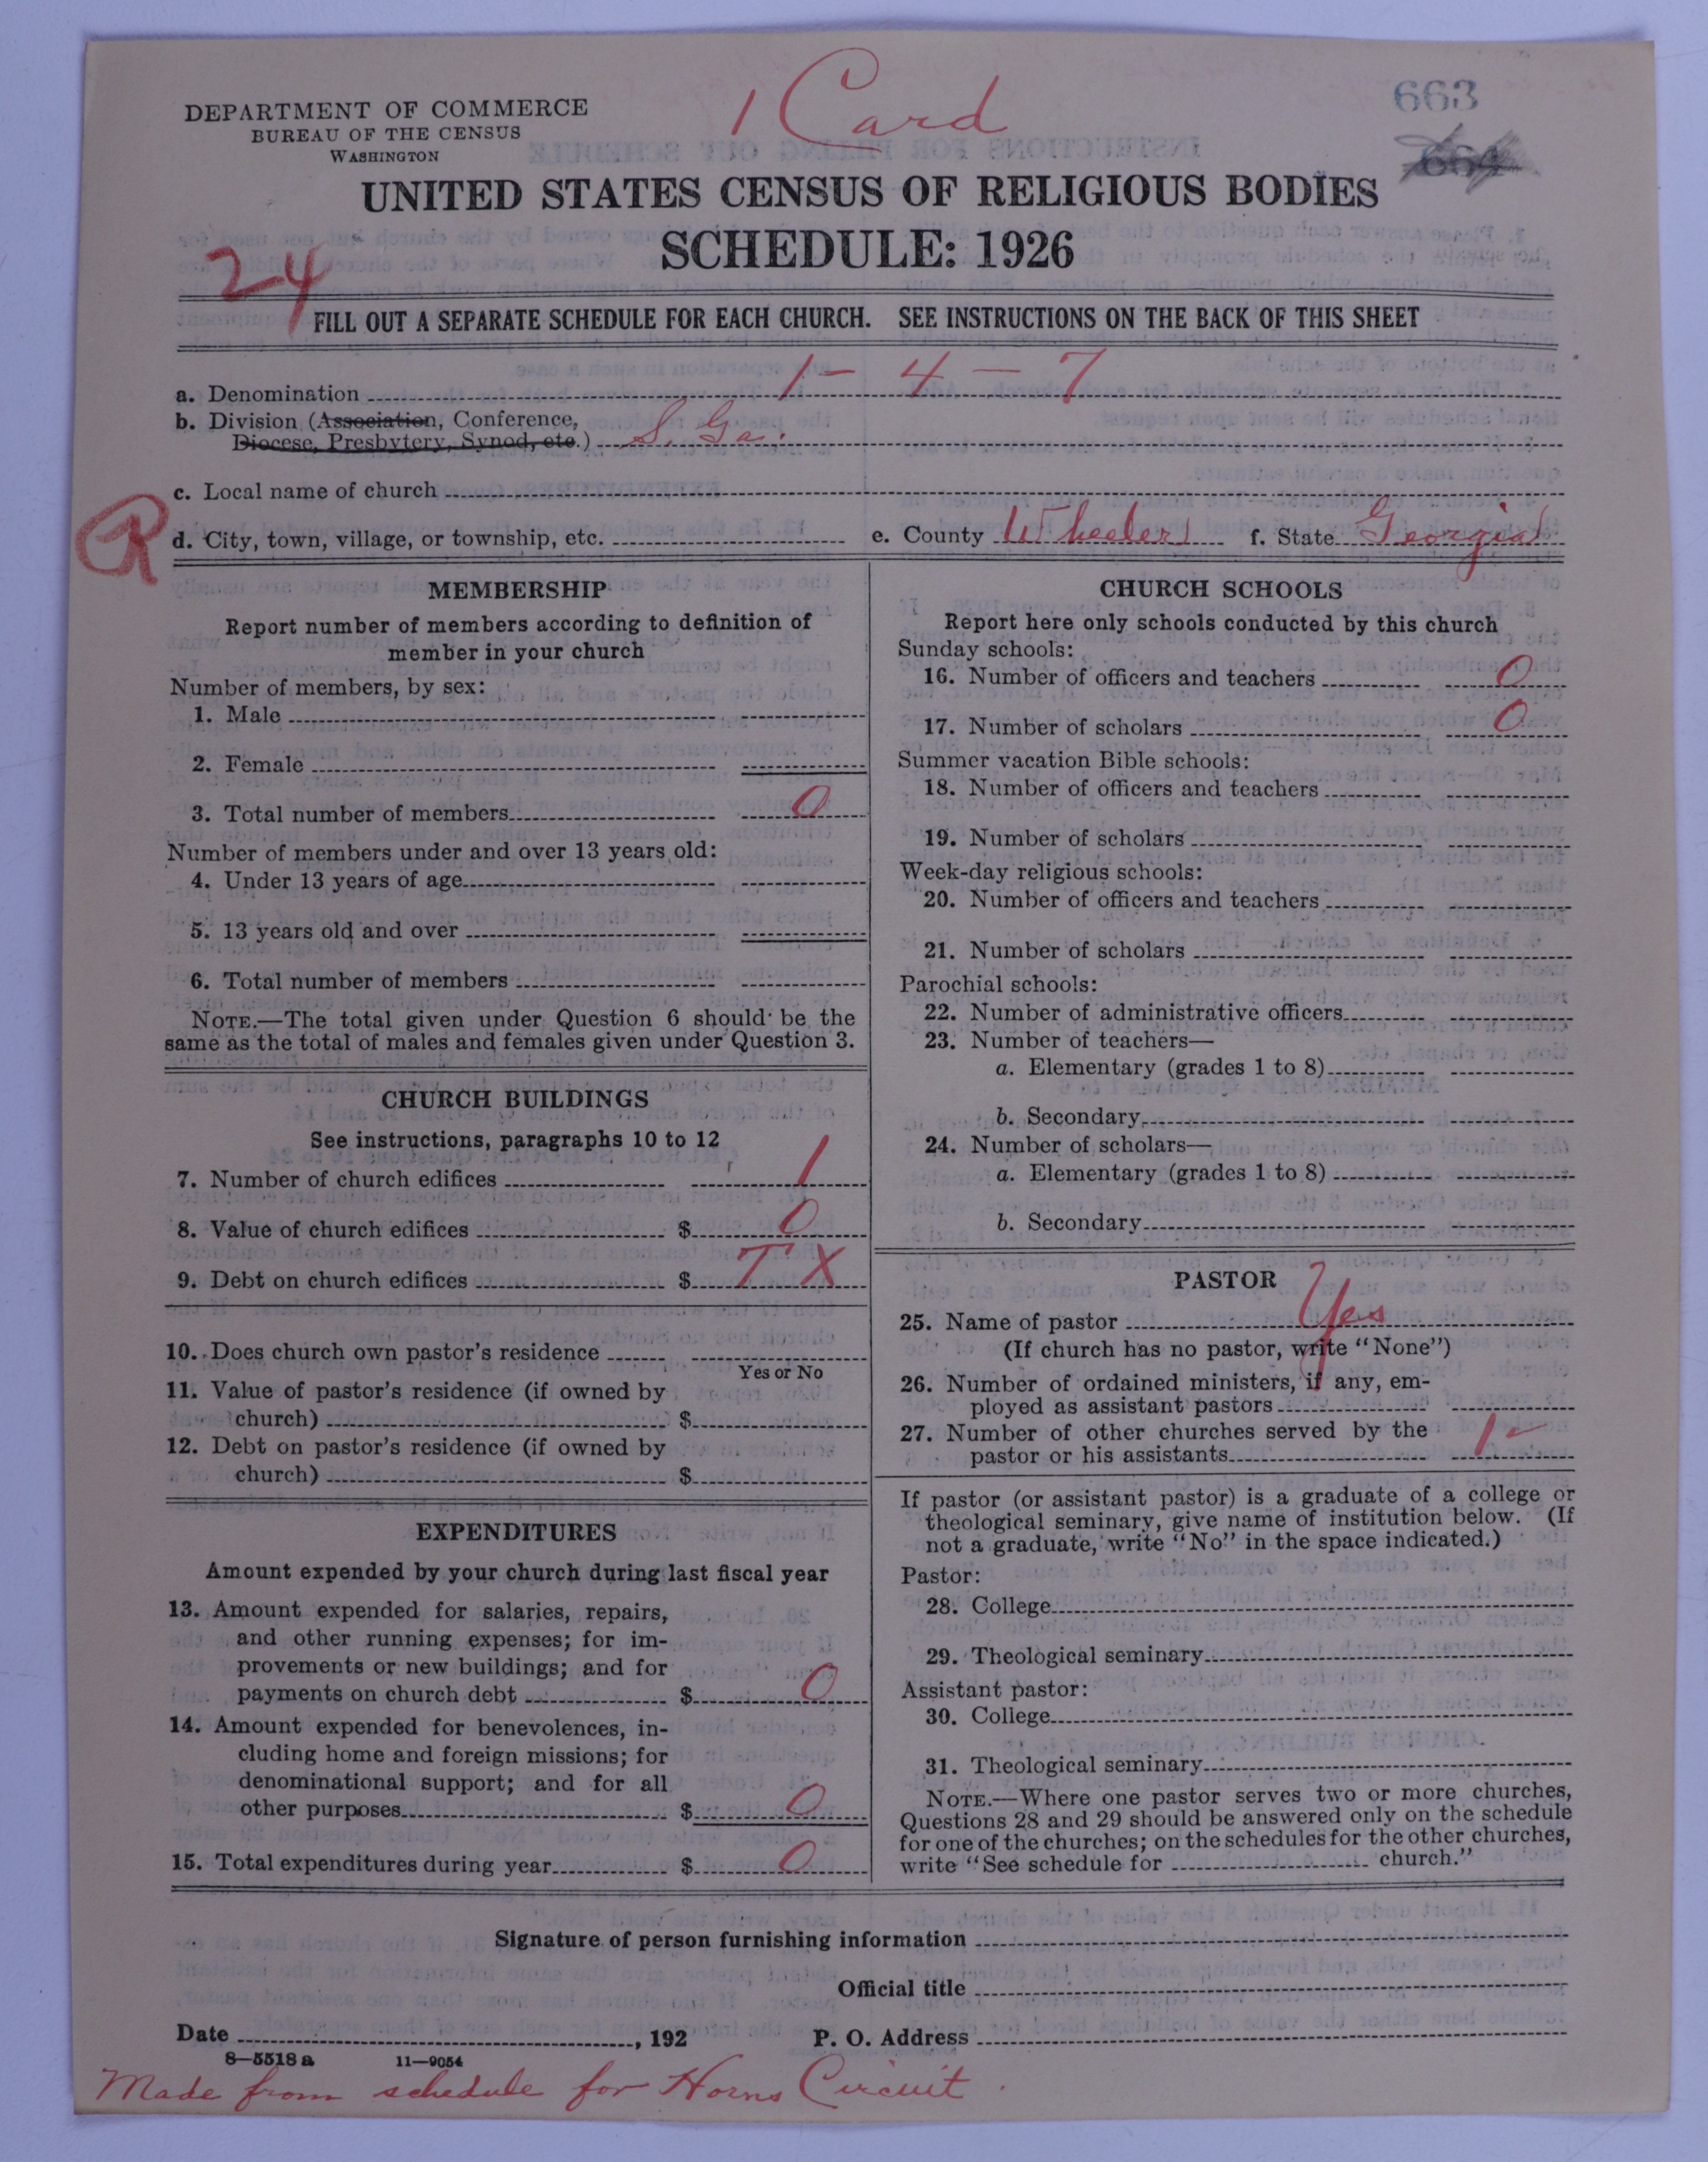 1 Card
663
DEPARTMENT OF COMMERCE
BUREAU OF THE CENSUS
WASHINGTON
UNITED STATES CENSUS OF RELIGIOUS BODIES
SCHEDULE: 1926
24
FILL OUT A SEPARATE SCHEDULE FOR EACH CHURCH. SEE INSTRUCTIONS ON THE BACK OF THIS SHEET
a. Denomination 1 - 4 - 7
b. Division (Association, Conference,
Diocese, Presbytery, Synod, etc.) S. Ga.
c. Local name of church
R
d. City, town, village, or township, etc. e. County Wheeler f. State Georgia
MEMBERSHIP
Report number of members according to definition of
member in your church
Number of members, by sex:
1. Male
2. Female
3. Total number of members 0
Number of members under and over 13 years old:
4. Under 13 years of age
5. 13 years old and over
6. Total number of members
NOTE.—The total given under Question 6 should be the
same as the total of males and females given under Question 3.
CHURCH BUILDINGS
See instructions, paragraphs 10 to 12
7. Number of church edifices 1
8. Value of church edifices $ 0
9. Debt on church edifices $ T X
10. Does church own pastor's residence
Yes or No
11. Value of pastor's residence (if owned by
church) $
12. Debt on pastor's residence (if owned by
church) $
EXPENDITURES
Amount expended by your church during last fiscal year
13. Amount expended for salaries, repairs,
and other running expenses; for im-
provements or new buildings; and for
payments on church debt $ 0
14. Amount expended for benevolences, in-
cluding home and foreign missions; for
denominational support; and for all
other purposes $ 0
15. Total expenditures during year $ 0
CHURCH SCHOOLS
Report here only schools conducted by this church
Sunday schools:
16. Number of officers and teachers 0
17. Number of scholars 0
Summer vacation Bible schools:
18. Number of officers and teachers
19. Number of scholars
Week-day religious schools:
20. Number of officers and teachers
21. Number of scholars
Parochial schools:
22. Number of administrative officers
23. Number of teachers—
a. Elementary (grades 1 to 8)
b. Secondary
24. Number of scholars—
a. Elementary (grades 1 to 8)
b. Secondary
PASTOR
25. Name of pastor Yes
(If church has no pastor, write "None")
26. Number of ordained ministers, if any, em-
ployed as assistant pastors
27. Number of other churches served by the
pastor or his assistants 1
If pastor (or assistant pastor) is a graduate of a college or
theological seminary, give name of institution below. (If
not a graduate, write "No" in the space indicated.)
Pastor:
28. College
29. Theological seminary
Assistant pastor:
30. College
31. Theological seminary
NOTE.—Where one pastor serves two or more churches,
Questions 28 and 29 should be answered only on the schedule
for one of the churches; on the schedules for the other churches,
write "See schedule for church."
Signature of person furnishing information
Official title
Date , 192 P. O. Address
8—5518 a 11—9054
Made from schedule for Horns Circuit.